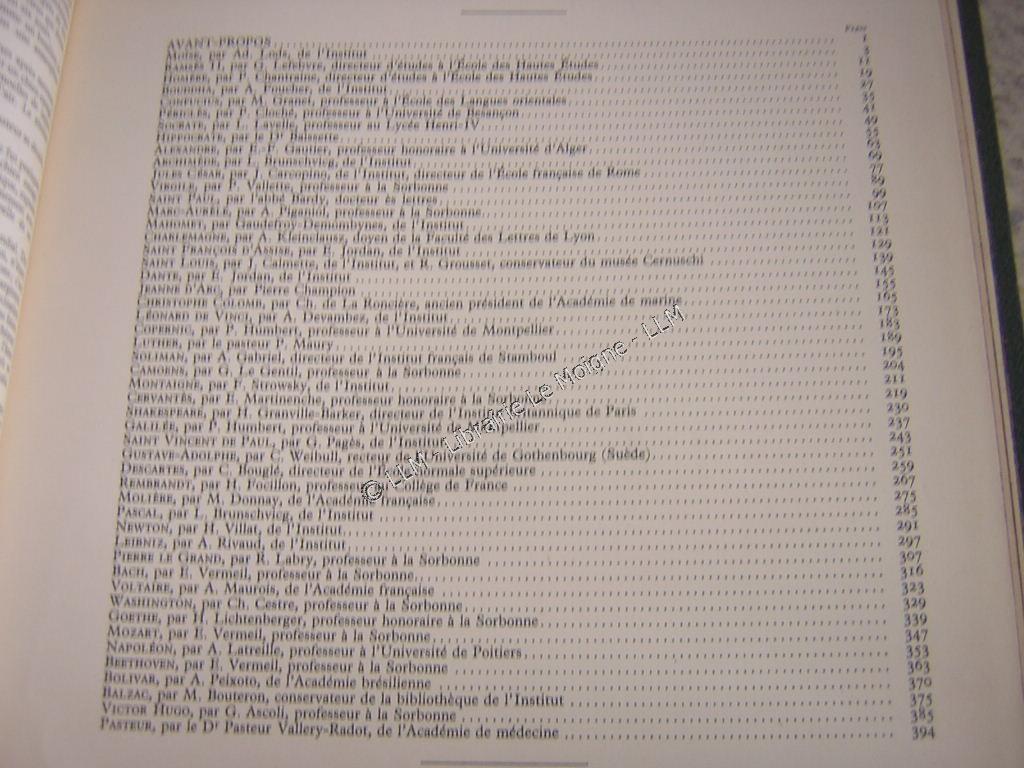 Pages
AVANT-PROPOS 1
MOÏSE, par Ad. Lods, de l'Institut 3
RAMSÈS II, par G. Lefebvre, directeur d'études à l'École des Hautes Études 11
HOMÈRE, par P. Chantraine, directeur d'études à l'École des Hautes Études 19
BOUDDHA, par A. Foucher, de l'Institut 27
CONFUCIUS, par M. Granet, professeur à l'École des Langues orientales 35
PÉRICLÈS, par P. Cloché, professeur à l'Université de Besançon 41
SOCRATE, par L. Lavelle, professeur au Lycée Henri-IV 49
HIPPOCRATE, par le Dr Baissette 55
ALEXANDRE, par E.-F. Gautier, professeur honoraire à l'Université d'Alger 63
ARCHIMÈDE, par L. Brunschvicg, de l'Institut 69
JULES CÉSAR, par J. Carcopino, de l'Institut, directeur de l'École française de Rome 77
VIRGILE, par P. Vallette, professeur à la Sorbonne 89
SAINT PAUL, par l'abbé Bardy, docteur ès lettres 99
MARC-AURÈLE, par A. Piganiol, professeur à la Sorbonne 107
MAHOMET, par Gaudefroy-Demombynes, de l'Institut 113
CHARLEMAGNE, par A. Kleinclausz, doyen de la Faculté des Lettres de Lyon 121
SAINT FRANÇOIS D'ASSISE, par E. Jordan, de l'Institut 129
SAINT LOUIS, par J. Calmette, de l'Institut, et R. Grousset, conservateur du musée Cernuschi 139
DANTE, par E. Jordan, de l'Institut 145
JEANNE D'ARC, par Pierre Champion 155
CHRISTOPHE COLOMB, par Ch. de La Roncière, ancien président de l'Académie de marine 165
LÉONARD DE VINCI, par A. Devambez, de l'Institut 173
COPERNIC, par P. Humbert, professeur à l'Université de Montpellier 183
LUTHER, par le pasteur P. Maury 189
SOLIMAN, par A. Gabriel, directeur de l'Institut français de Stamboul 195
CAMOENS, par G. Le Gentil, professeur à la Sorbonne 204
MONTAIGNE, par F. Strowsky, de l'Institut 211
CERVANTÈS, par E. Martinenche, professeur honoraire à la Sorbonne 219
SHAKESPEARE, par H. Granville-Barker, directeur de l'Institut britannique de Paris 230
GALILÉE, par P. Humbert, professeur à l'Université de Montpellier 237
SAINT VINCENT DE PAUL, par G. Pagès, de l'Institut 243
GUSTAVE-ADOLPHE, par C. Weibull, recteur de l'Université de Gothenbourg (Suède) 251
DESCARTES, par C. Bouglé, directeur de l'École normale supérieure 259
REMBRANDT, par H. Focillon, professeur au Collège de France 267
MOLIÈRE, par M. Donnay, de l'Académie française 275
PASCAL, par L. Brunschvicg, de l'Institut 285
NEWTON, par H. Villat, de l'Institut 291
LEIBNIZ, par A. Rivaud, de l'Institut 297
PIERRE LE GRAND, par R. Labry, professeur à la Sorbonne 307
BACH, par E. Vermeil, professeur à la Sorbonne 316
VOLTAIRE, par A. Maurois, de l'Académie française 323
WASHINGTON, par Ch. Cestre, professeur à la Sorbonne 329
GOETHE, par H. Lichtenberger, professeur honoraire à la Sorbonne 339
MOZART, par E. Vermeil, professeur à la Sorbonne 347
NAPOLÉON, par A. Latreille, professeur à l'Université de Poitiers 353
BEETHOVEN, par E. Vermeil, professeur à la Sorbonne 363
BOLIVAR, par A. Peixoto, de l'Académie brésilienne 370
BALZAC, par M. Bouteron, conservateur de la bibliothèque de l'Institut 375
VICTOR HUGO, par G. Ascoli, professeur à la Sorbonne 385
PASTEUR, par le Dr Pasteur Vallery-Radot, de l'Académie de médecine 394
© LLM - Librairie Le Moigne - LLM